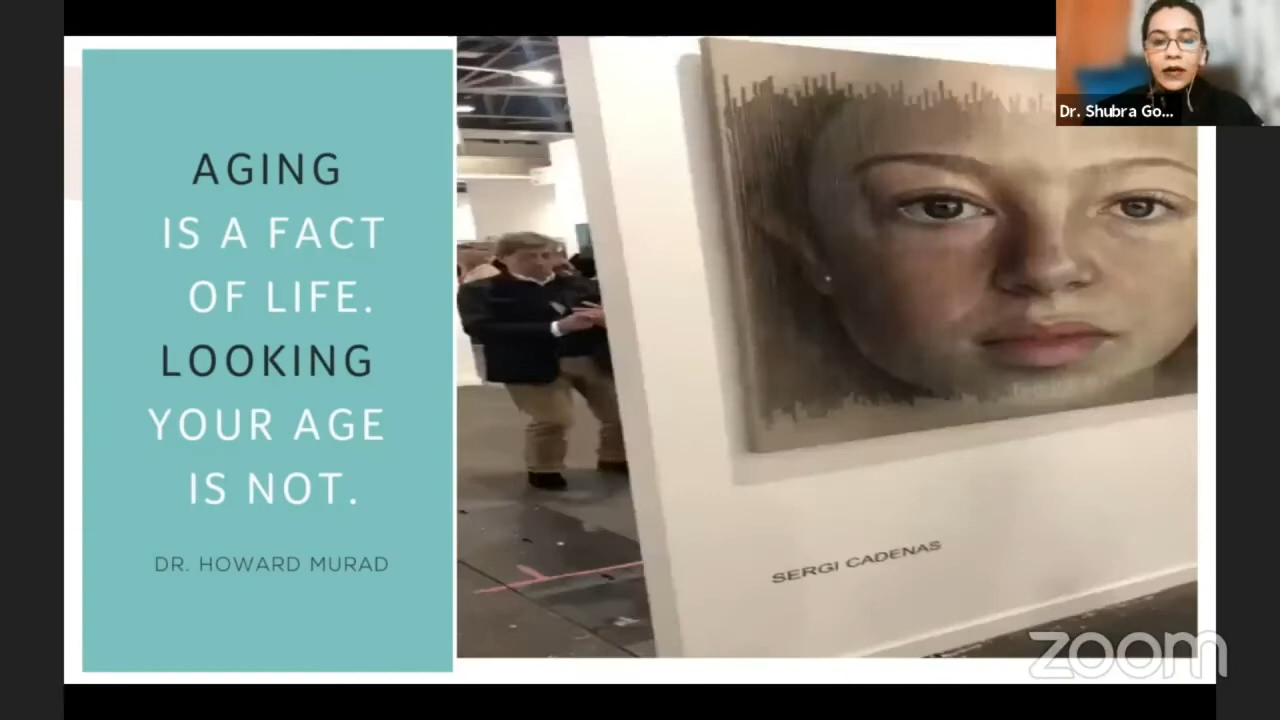 AGING
IS A FACT
OF LIFE.
LOOKING
YOUR AGE
IS NOT.
DR. HOWARD MURAD
SERGI CADENAS
Dr. Shubra Go...
zoom